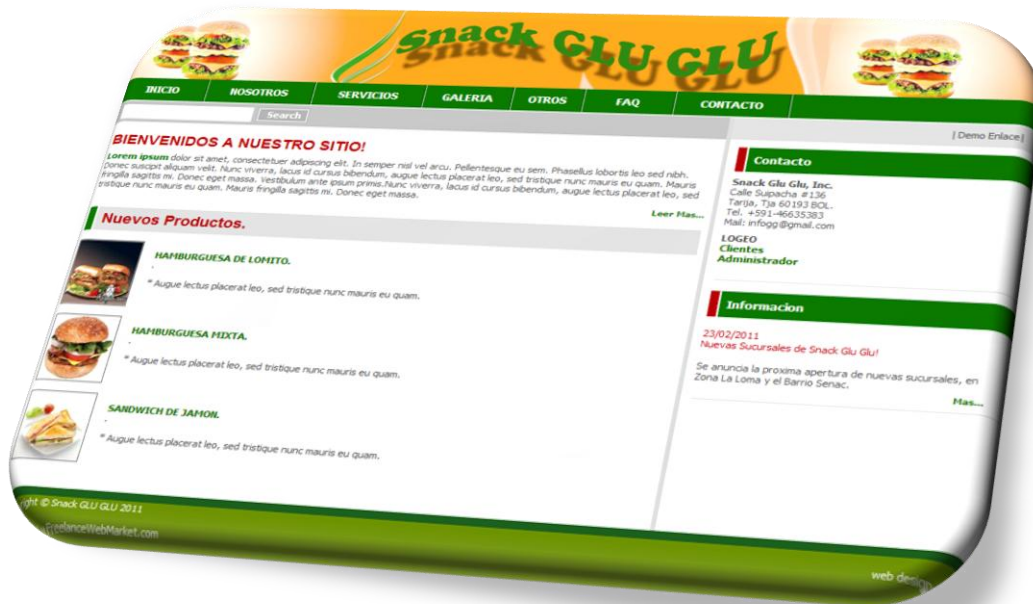 Snack GLU GLU
INICIO NOSOTROS SERVICIOS GALERIA OTROS FAQ CONTACTO
Search
| Demo Enlace |
BIENVENIDOS A NUESTRO SITIO!
Lorem ipsum dolor sit amet, consectetuer adipiscing elit. In semper nisl vel arcu. Pellentesque eu sem. Phasellus lobortis leo sed nibh.
Donec suscipit aliquam velit. Nunc viverra, lacus id cursus bibendum, augue lectus placerat leo, sed tristique nunc mauris eu quam. Mauris
fringilla sagittis mi. Donec eget massa. Vestibulum ante ipsum primis.Nunc viverra, lacus id cursus bibendum, augue lectus placerat leo, sed
tristique nunc mauris eu quam. Mauris fringilla sagittis mi. Donec eget massa.
Leer Mas...
Nuevos Productos.
HAMBURGUESA DE LOMITO.
.
* Augue lectus placerat leo, sed tristique nunc mauris eu quam.
HAMBURGUESA MIXTA.
.
* Augue lectus placerat leo, sed tristique nunc mauris eu quam.
SANDWICH DE JAMON.
.
* Augue lectus placerat leo, sed tristique nunc mauris eu quam.
Contacto
Snack Glu Glu, Inc.
Calle Suipacha #136
Tarija, Tja 60193 BOL.
Tel. +591-46635383
Mail: infogg@gmail.com
LOGEO
Clientes
Administrador
Informacion
23/02/2011
Nuevas Sucursales de Snack Glu Glu!
Se anuncia la proxima apertura de nuevas sucursales, en
Zona La Loma y el Barrio Senac.
Mas...
© Snack GLU GLU 2011
FreelanceWebMarket.com
web design